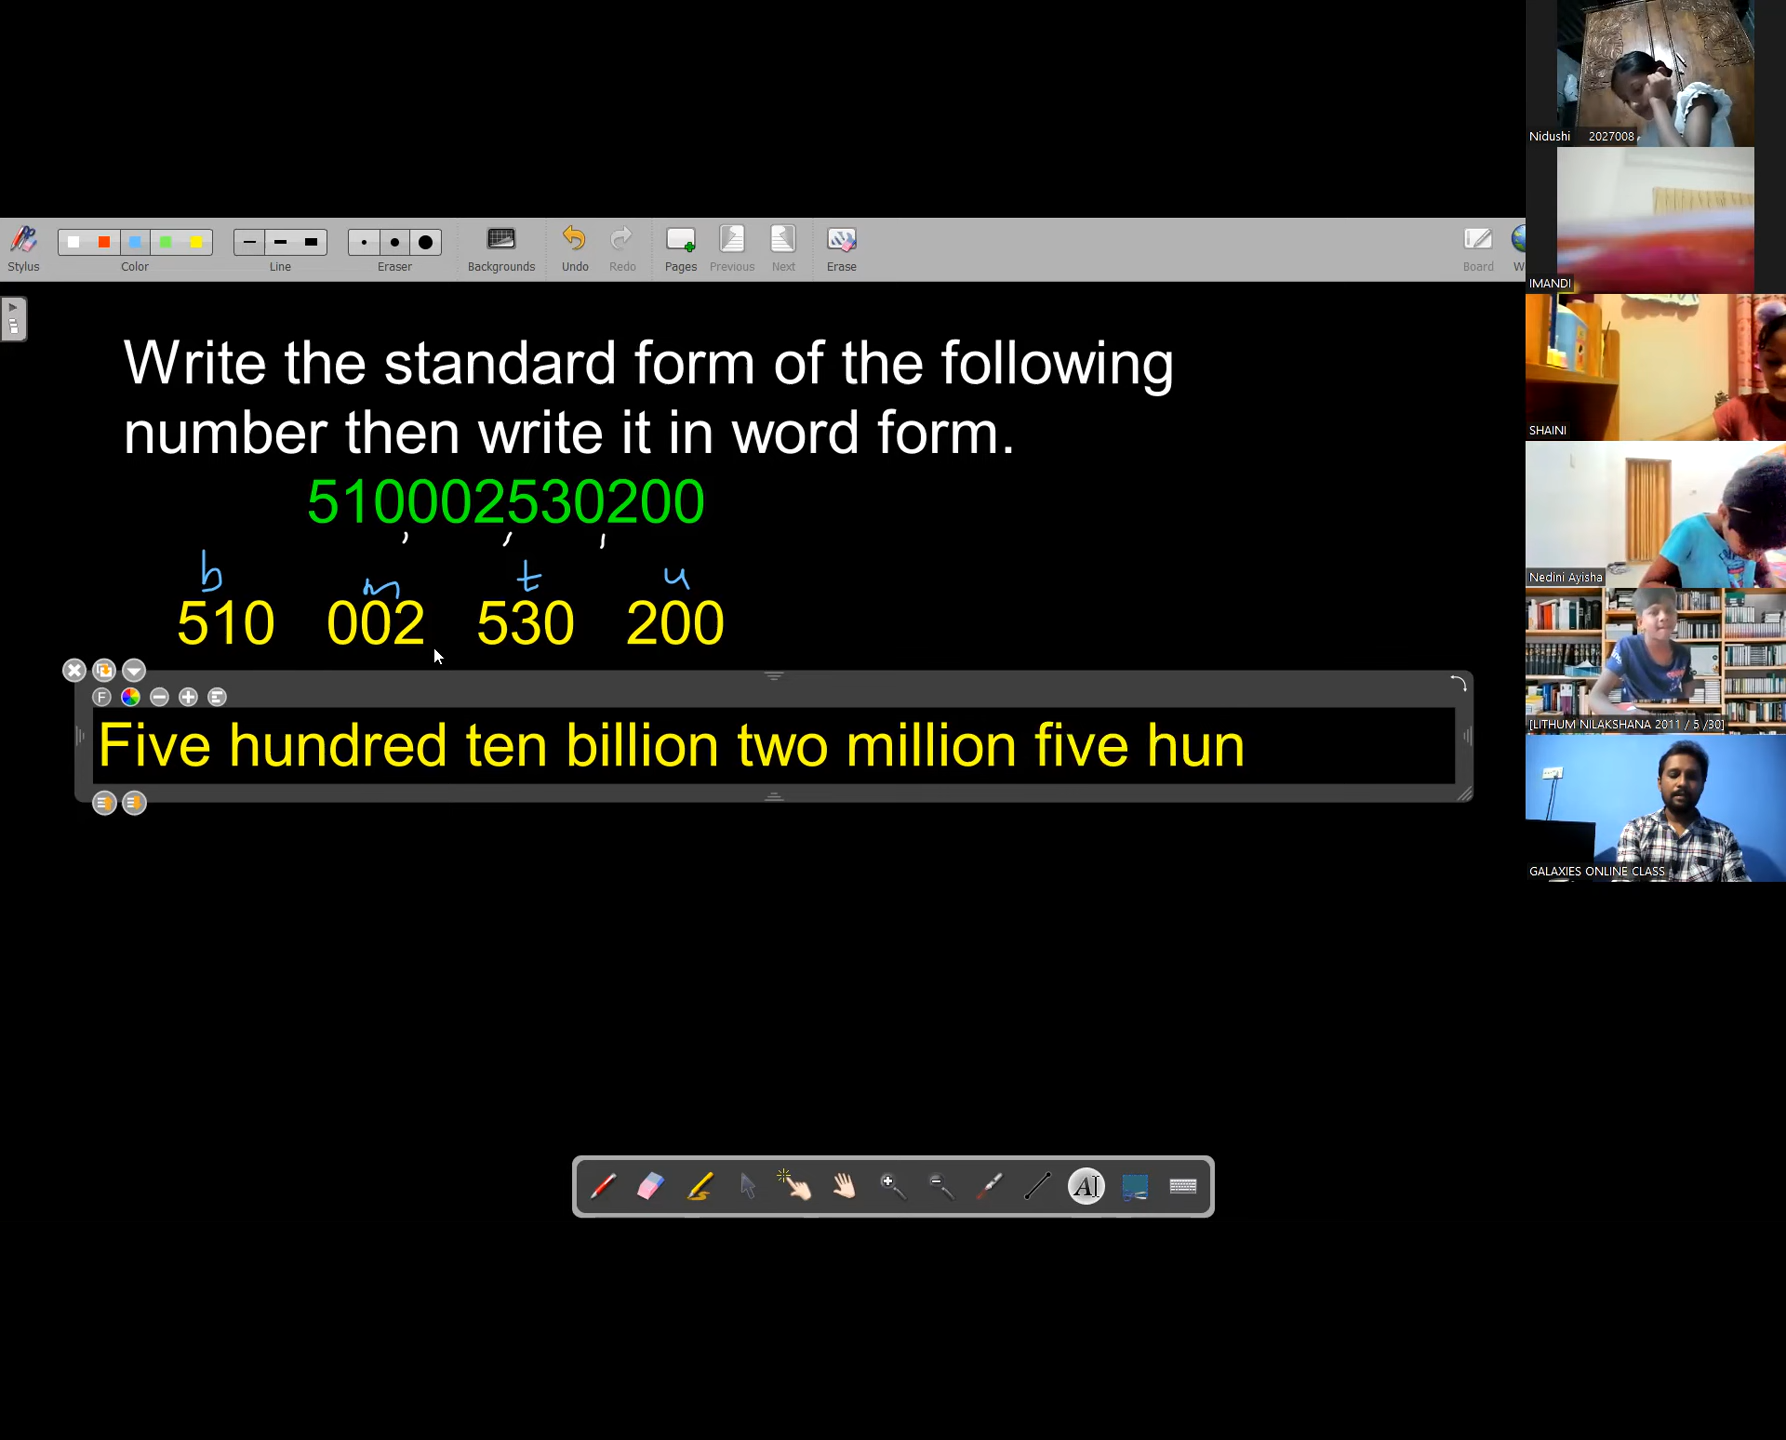 Nidushi 2027008
IMANDI
Stylus Color Line Eraser Backgrounds Undo Redo Pages Previous Next Erase Board W
SHAINI
Write the standard form of the following
number then write it in word form.
510002530200
, , ,
b m t u
510 002 530 200
Nedini Ayisha
F
Five hundred ten billion two million five hun
[LITHUM NILAKSHANA 2011 / 5 /30]
GALAXIES ONLINE CLASS
AI